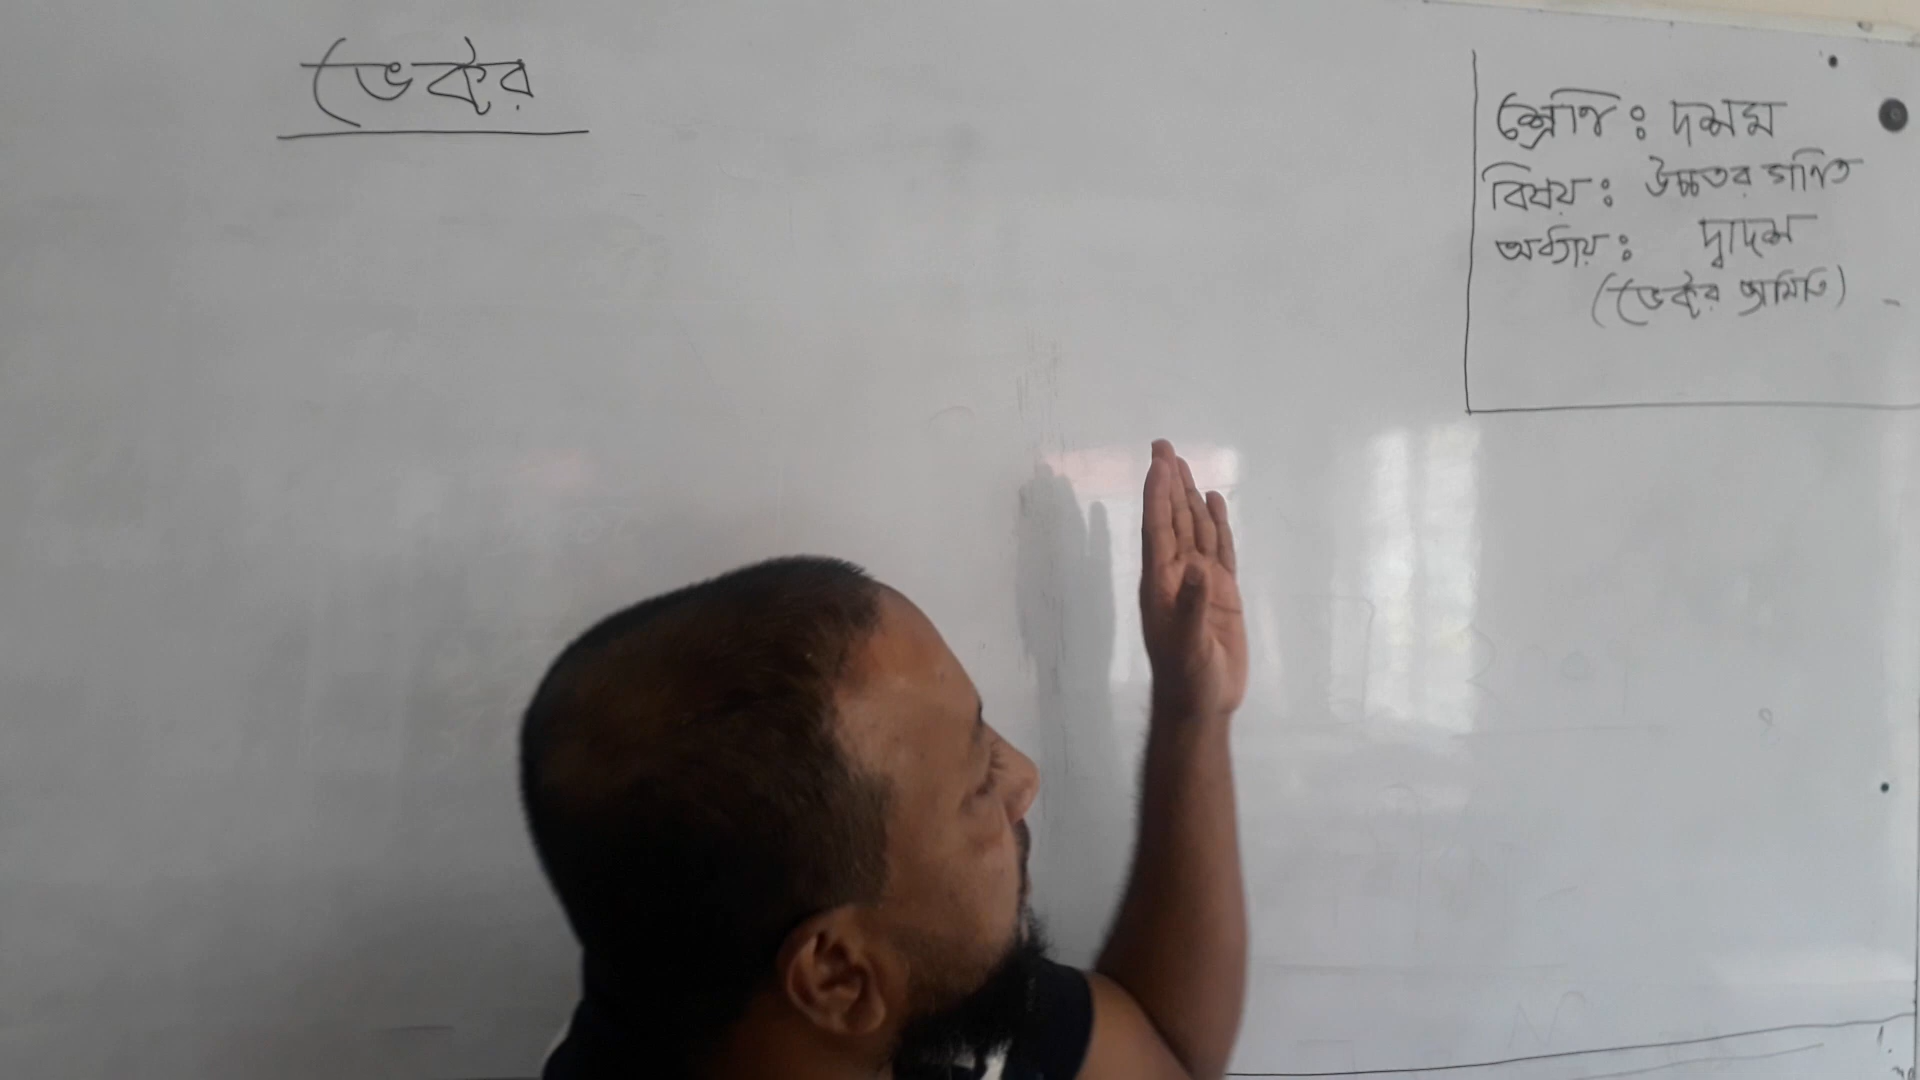 ভেক্টর
শ্রেণি ঃ দশম
বিষয় ঃ উচ্চতর গণিত
অধ্যায় ঃ দ্বাদশ
(ভেক্টর জ্যামিতি)